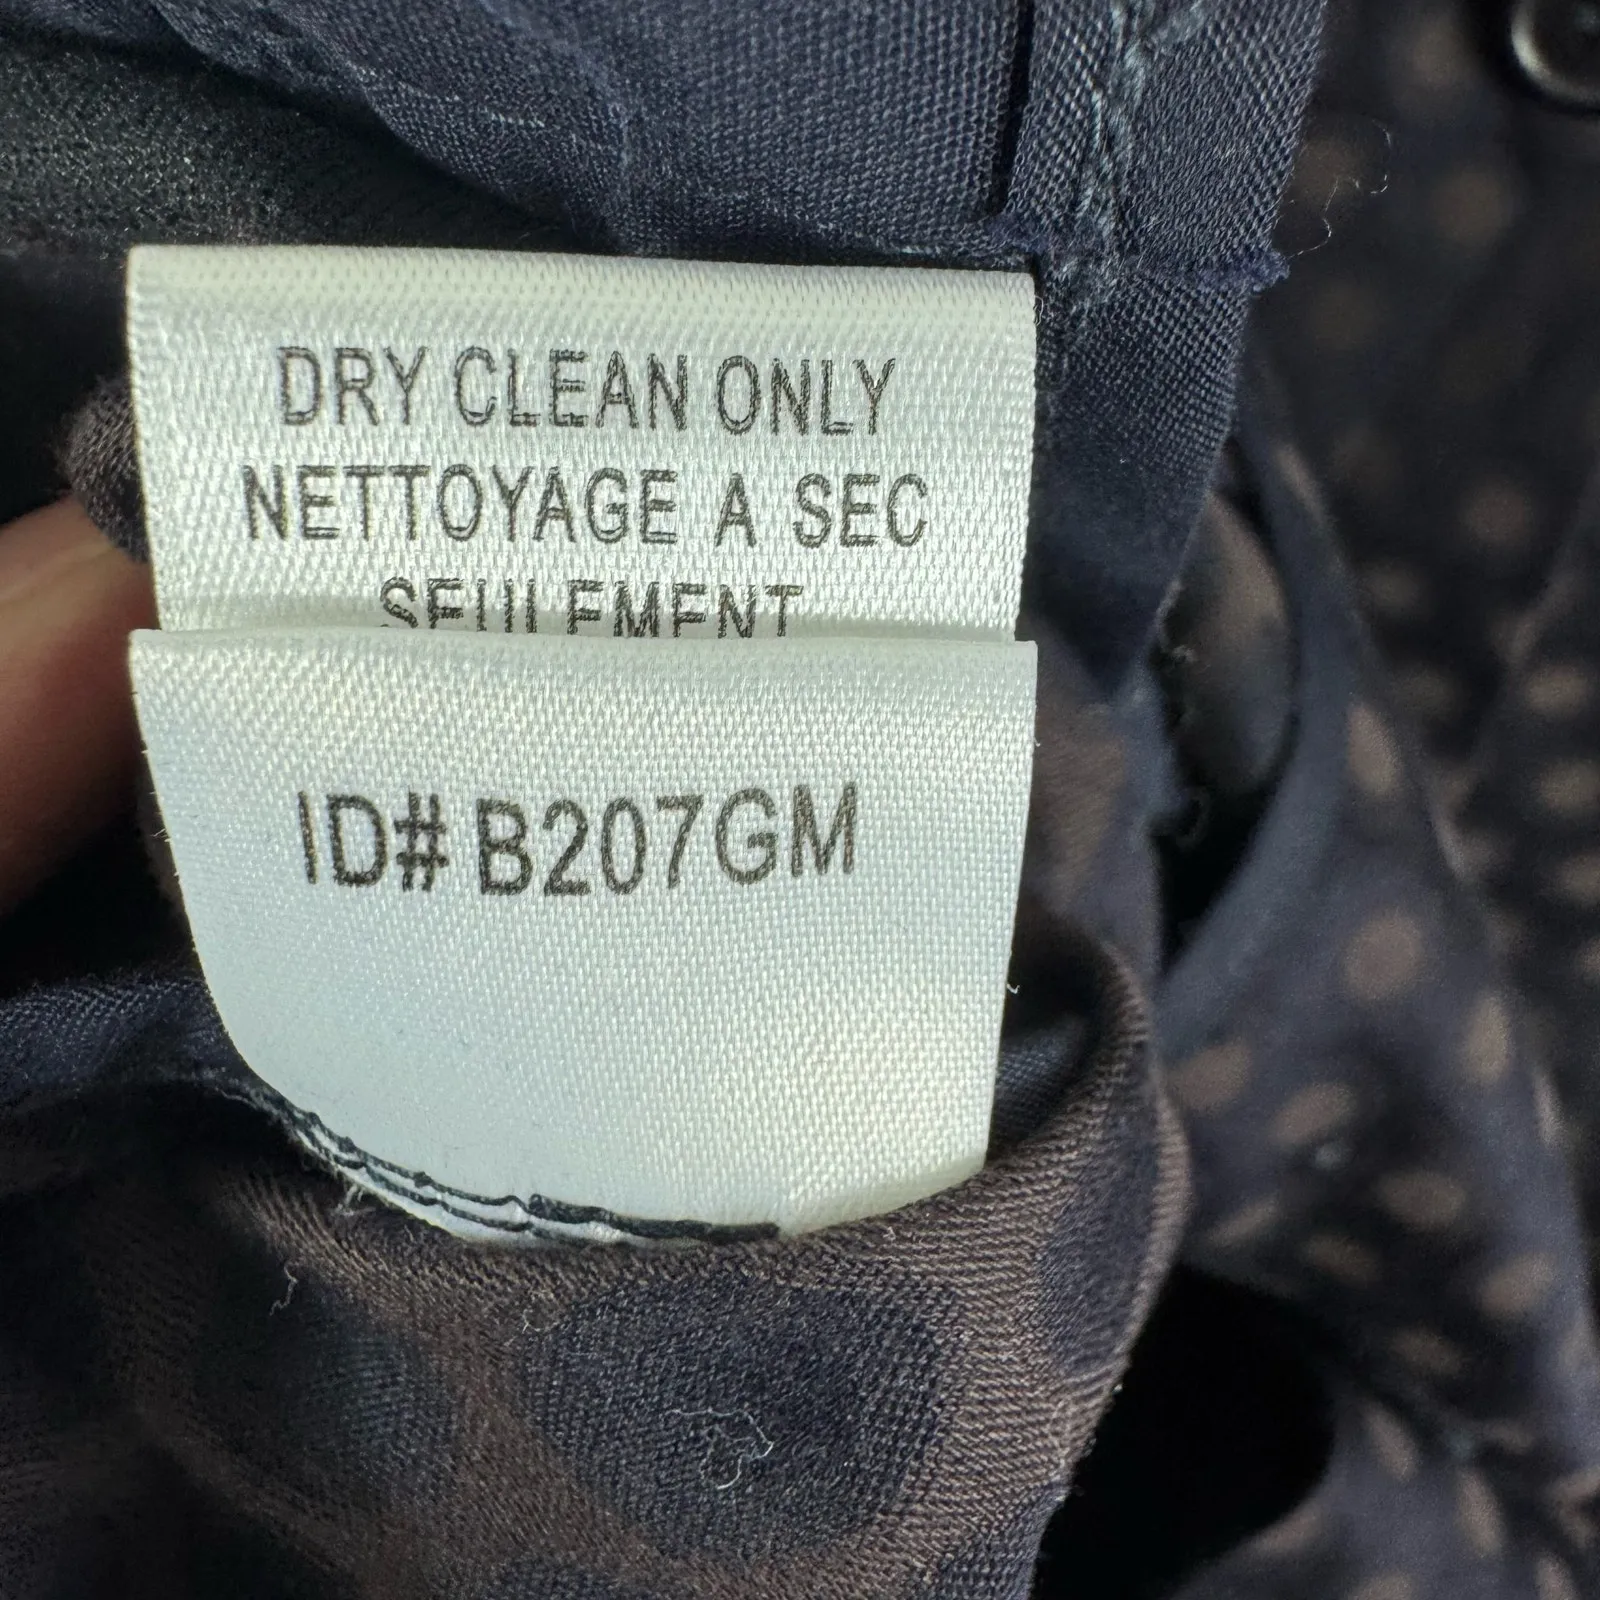 DRY CLEAN ONLY
NETTOYAGE A SEC
SEULEMENT
ID# B207GM